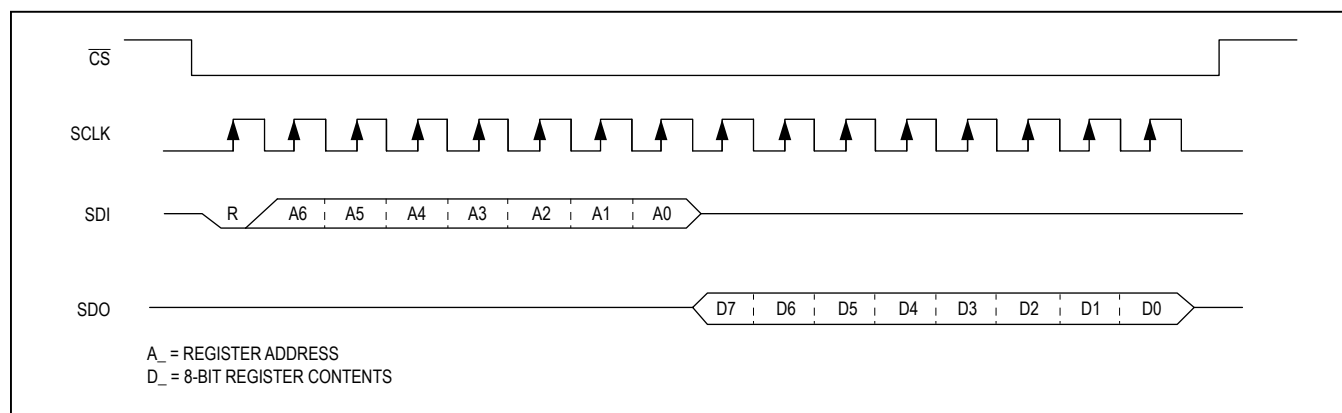 CS
SCLK
SDI R A6 A5 A4 A3 A2 A1 A0
SDO D7 D6 D5 D4 D3 D2 D1 D0
A_ = REGISTER ADDRESS
D_ = 8-BIT REGISTER CONTENTS